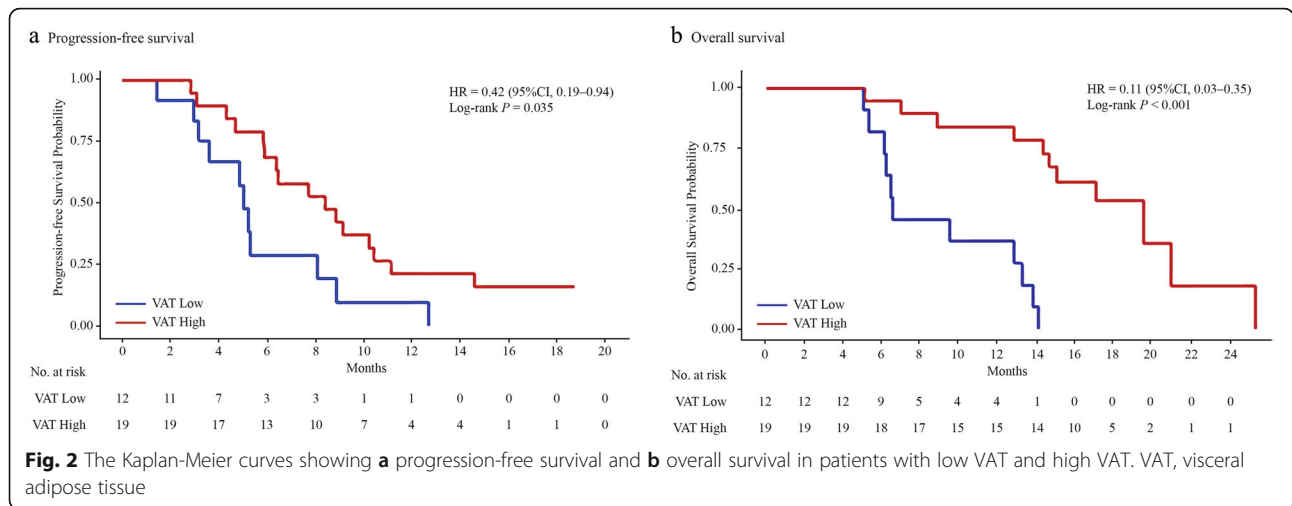 a Progression-free survival
HR = 0.42 (95%CI, 0.19–0.94)
Log-rank P = 0.035
Progression-free Survival Probability
1.00
0.75
0.50
0.25
0.00
VAT Low
VAT High
0 2 4 6 8 10 12 14 16 18 20
Months
No. at risk
VAT Low 12 11 7 3 3 1 1 0 0 0 0
VAT High 19 19 17 13 10 7 4 4 1 1 0
b Overall survival
HR = 0.11 (95%CI, 0.03–0.35)
Log-rank P < 0.001
Overall Survival Probability
1.00
0.75
0.50
0.25
0.00
VAT Low
VAT High
0 2 4 6 8 10 12 14 16 18 20 22 24
Months
No. at risk
VAT Low 12 12 12 9 5 4 4 1 0 0 0 0 0
VAT High 19 19 19 18 17 15 15 14 10 5 2 1 1
Fig. 2 The Kaplan-Meier curves showing a progression-free survival and b overall survival in patients with low VAT and high VAT. VAT, visceral
adipose tissue